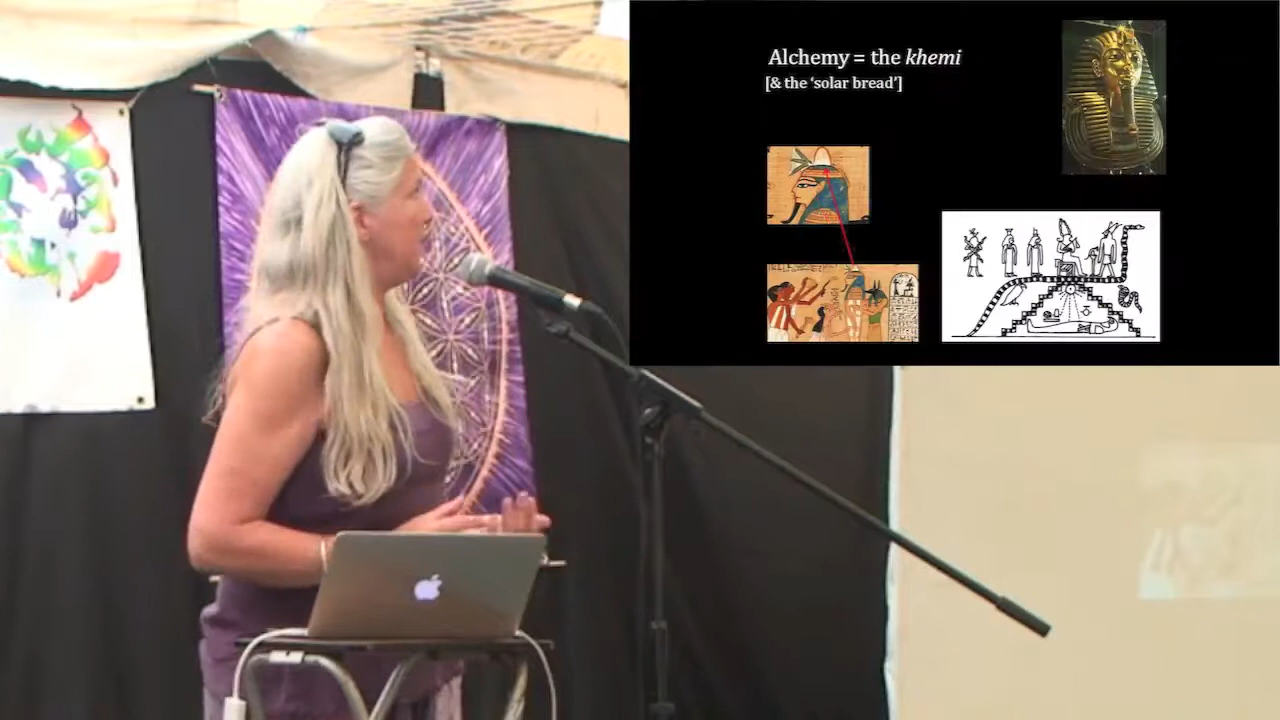 Alchemy = the khemi
[& the ‘solar bread’]